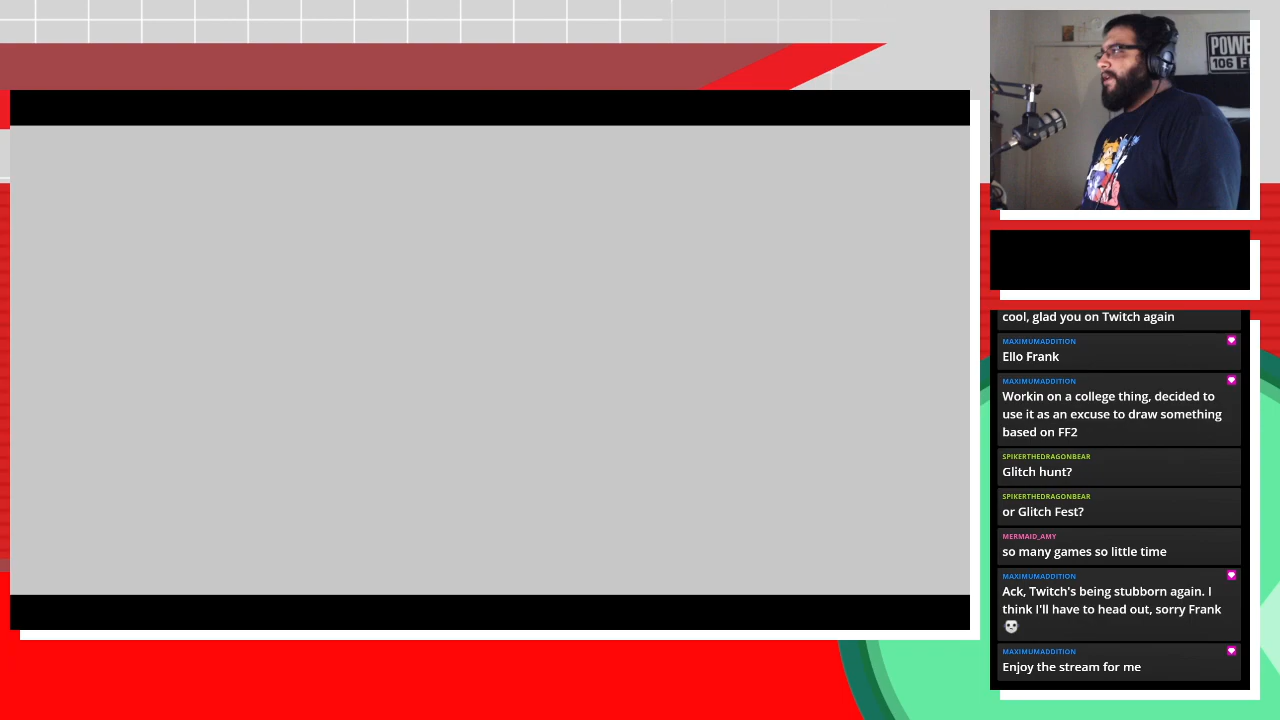 POWER
106 F
cool, glad you on Twitch again
MAXIMUMADDITION
Ello Frank
MAXIMUMADDITION
Workin on a college thing, decided to
use it as an excuse to draw something
based on FF2
SPIKERTHEDRAGONBEAR
Glitch hunt?
SPIKERTHEDRAGONBEAR
or Glitch Fest?
MERMAID_AMY
so many games so little time
MAXIMUMADDITION
Ack, Twitch's being stubborn again. I
think I'll have to head out, sorry Frank
MAXIMUMADDITION
Enjoy the stream for me